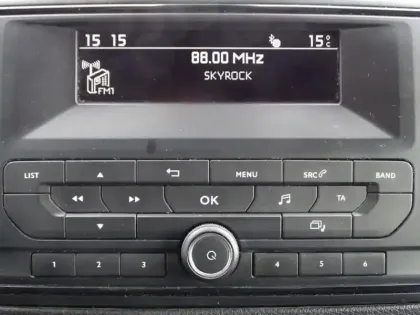 15 15 15°C
88.00 MHz
SKYROCK
FM1
LIST MENU SRC BAND
OK TA
1 2 3 4 5 6